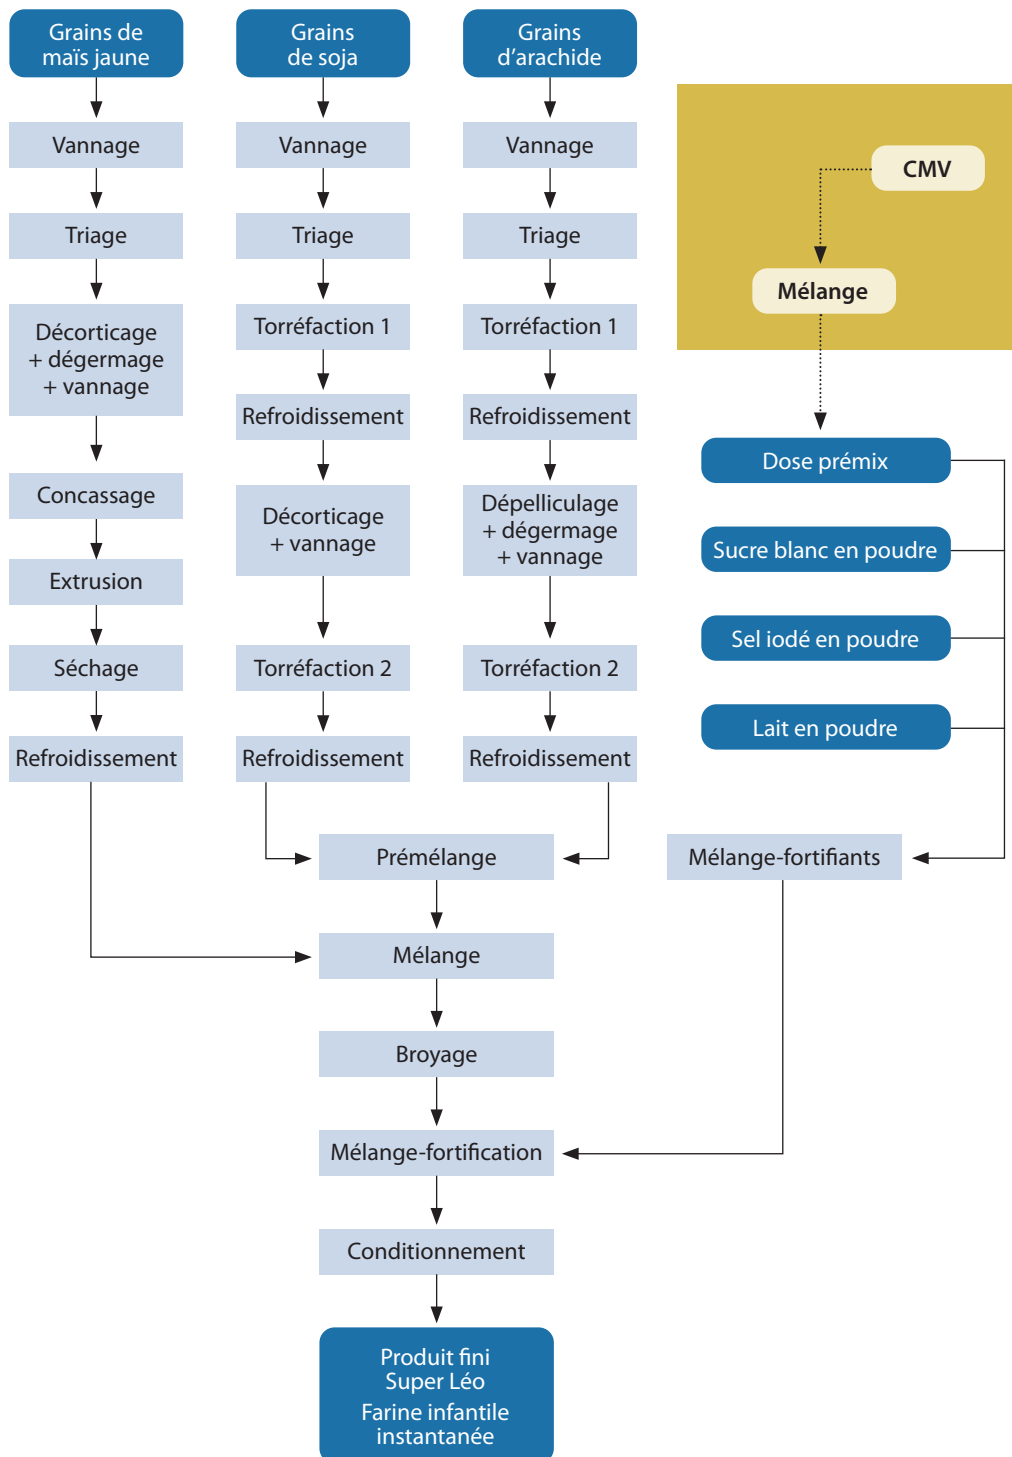 Grains de
maïs jaune
Vannage
Triage
Décorticage
+ dégermage
+ vannage
Concassage
Extrusion
Séchage
Refroidissement
Grains
de soja
Vannage
Triage
Torréfaction 1
Refroidissement
Décorticage
+ vannage
Torréfaction 2
Refroidissement
Grains
d'arachide
Vannage
Triage
Torréfaction 1
Refroidissement
Dépelliculage
+ dégermage
+ vannage
Torréfaction 2
Refroidissement
CMV
Mélange
Dose prémix
Sucre blanc en poudre
Sel iodé en poudre
Lait en poudre
Mélange-fortifiants
Prémélange
Mélange
Broyage
Mélange-fortification
Conditionnement
Produit fini
Super Léo
Farine infantile
instantanée